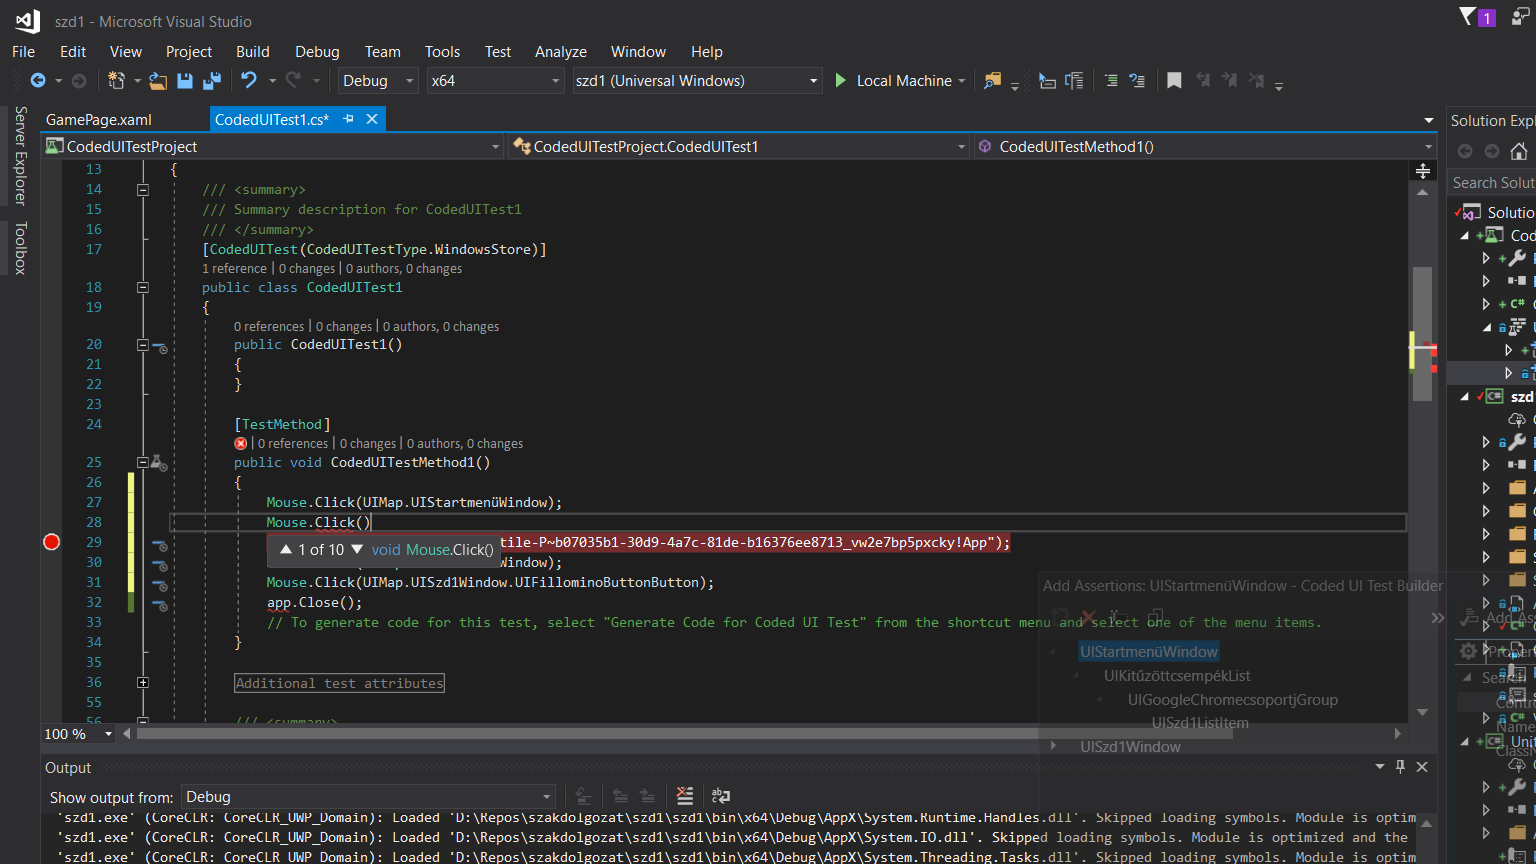 szd1 - Microsoft Visual Studio
1
File Edit View Project Build Debug Team Tools Test Analyze Window Help
Debug x64 szd1 (Universal Windows) Local Machine
Server Explorer
Toolbox
GamePage.xaml CodedUITest1.cs*
CodedUITestProject CodedUITestProject.CodedUITest1 CodedUITestMethod1()
13 {
14 /// <summary>
15 /// Summary description for CodedUITest1
16 /// </summary>
17 [CodedUITest(CodedUITestType.WindowsStore)]
1 reference | 0 changes | 0 authors, 0 changes
18 public class CodedUITest1
19 {
0 references | 0 changes | 0 authors, 0 changes
20 public CodedUITest1()
21 {
22 }
23
24 [TestMethod]
| 0 references | 0 changes | 0 authors, 0 changes
25 public void CodedUITestMethod1()
26 {
27 Mouse.Click(UIMap.UIStartmenüWindow);
28 Mouse.Click()
29 tile-P~b07035b1-30d9-4a7c-81de-b16376ee8713_vw2e7bp5pxcky!App");
1 of 10 void Mouse.Click()
30 Window);
31 Mouse.Click(UIMap.UISzd1Window.UIFillominoButtonButton);
32 app.Close();
33 // To generate code for this test, select "Generate Code for Coded UI Test" from the shortcut menu and select one of the menu items.
34 }
35
36 Additional test attributes
55
56 /// <summary>
100 %
Add Assertions: UIStartmenüWindow - Coded UI Test Builder
UIStartmenüWindow
UIKitűzöttcsempékList
UIGoogleChromecsoportjGroup
UISzd1ListItem
UISzd1Window
Solution Expl
Search Solut
Solutio
Cod
szd
Add Ass
Proper
Search
Contro
Name
ClassN
Unit
Output
Show output from: Debug
'szd1.exe' (CoreCLR: CoreCLR_UWP_Domain): Loaded 'D:\Repos\szakdolgozat\szd1\szd1\bin\x64\Debug\AppX\System.Runtime.Handles.dll'. Skipped loading symbols. Module is optim
'szd1.exe' (CoreCLR: CoreCLR_UWP_Domain): Loaded 'D:\Repos\szakdolgozat\szd1\szd1\bin\x64\Debug\AppX\System.IO.dll'. Skipped loading symbols. Module is optimized and the
'szd1.exe' (CoreCLR: CoreCLR_UWP_Domain): Loaded 'D:\Repos\szakdolgozat\szd1\szd1\bin\x64\Debug\AppX\System.Threading.Tasks.dll'. Skipped loading symbols. Module is optim